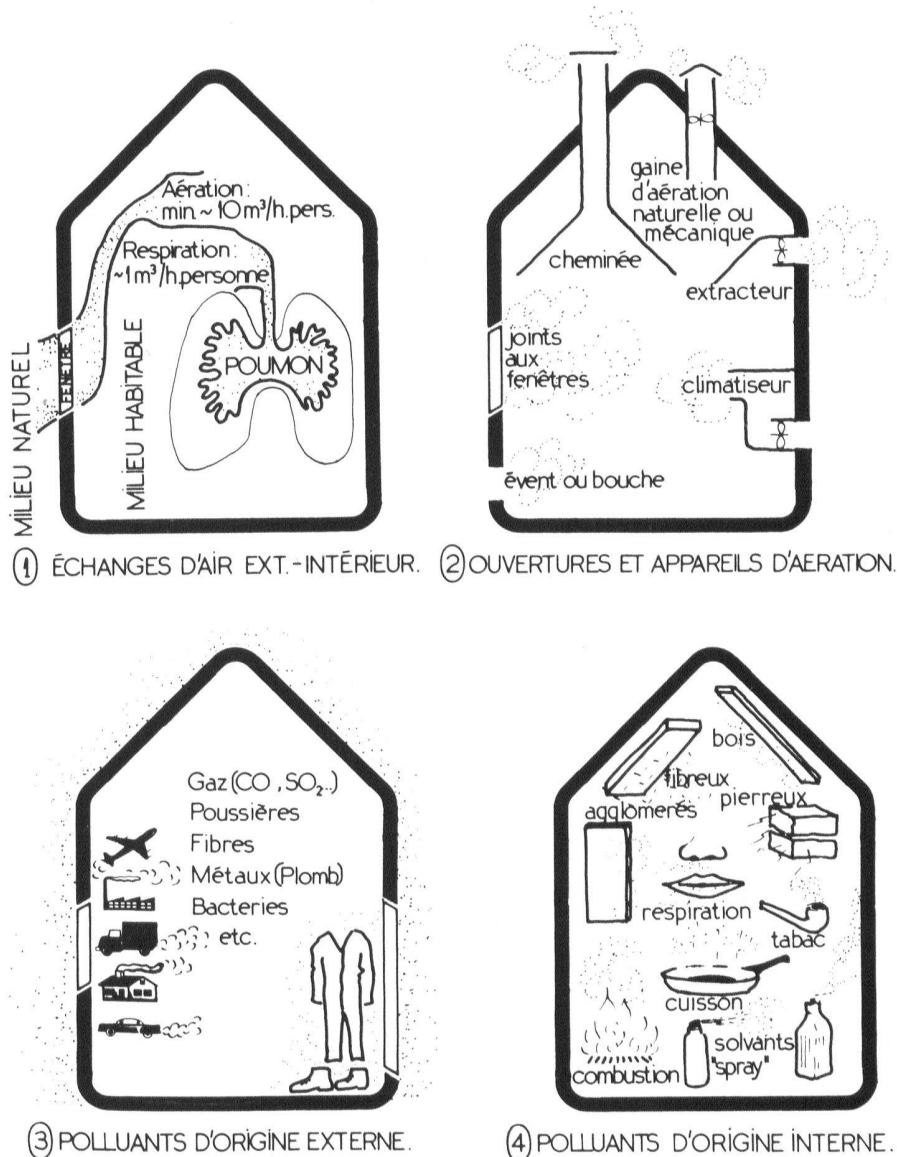 Aération:
min. ~ 10 m³/h.pers.
Respiration:
~1 m³/h.personne
POUMON
FENÊTRE
MILIEU NATUREL
MILIEU HABITABLE
① ÉCHANGES D'AIR EXT.-INTÉRIEUR.
gaine
d'aération
naturelle ou
mécanique
cheminée
extracteur
joints
aux
fenêtres
climatiseur
évent ou bouche
② OUVERTURES ET APPAREILS D'AERATION.
Gaz (CO, SO₂..)
Poussières
Fibres
Métaux (Plomb)
Bacteries
etc.
③ POLLUANTS D'ORIGINE EXTERNE.
bois
fibreux
agglomerés
pierreux
respiration
tabac
cuisson
solvants
combustion
"spray"
④ POLLUANTS D'ORIGINE INTERNE.